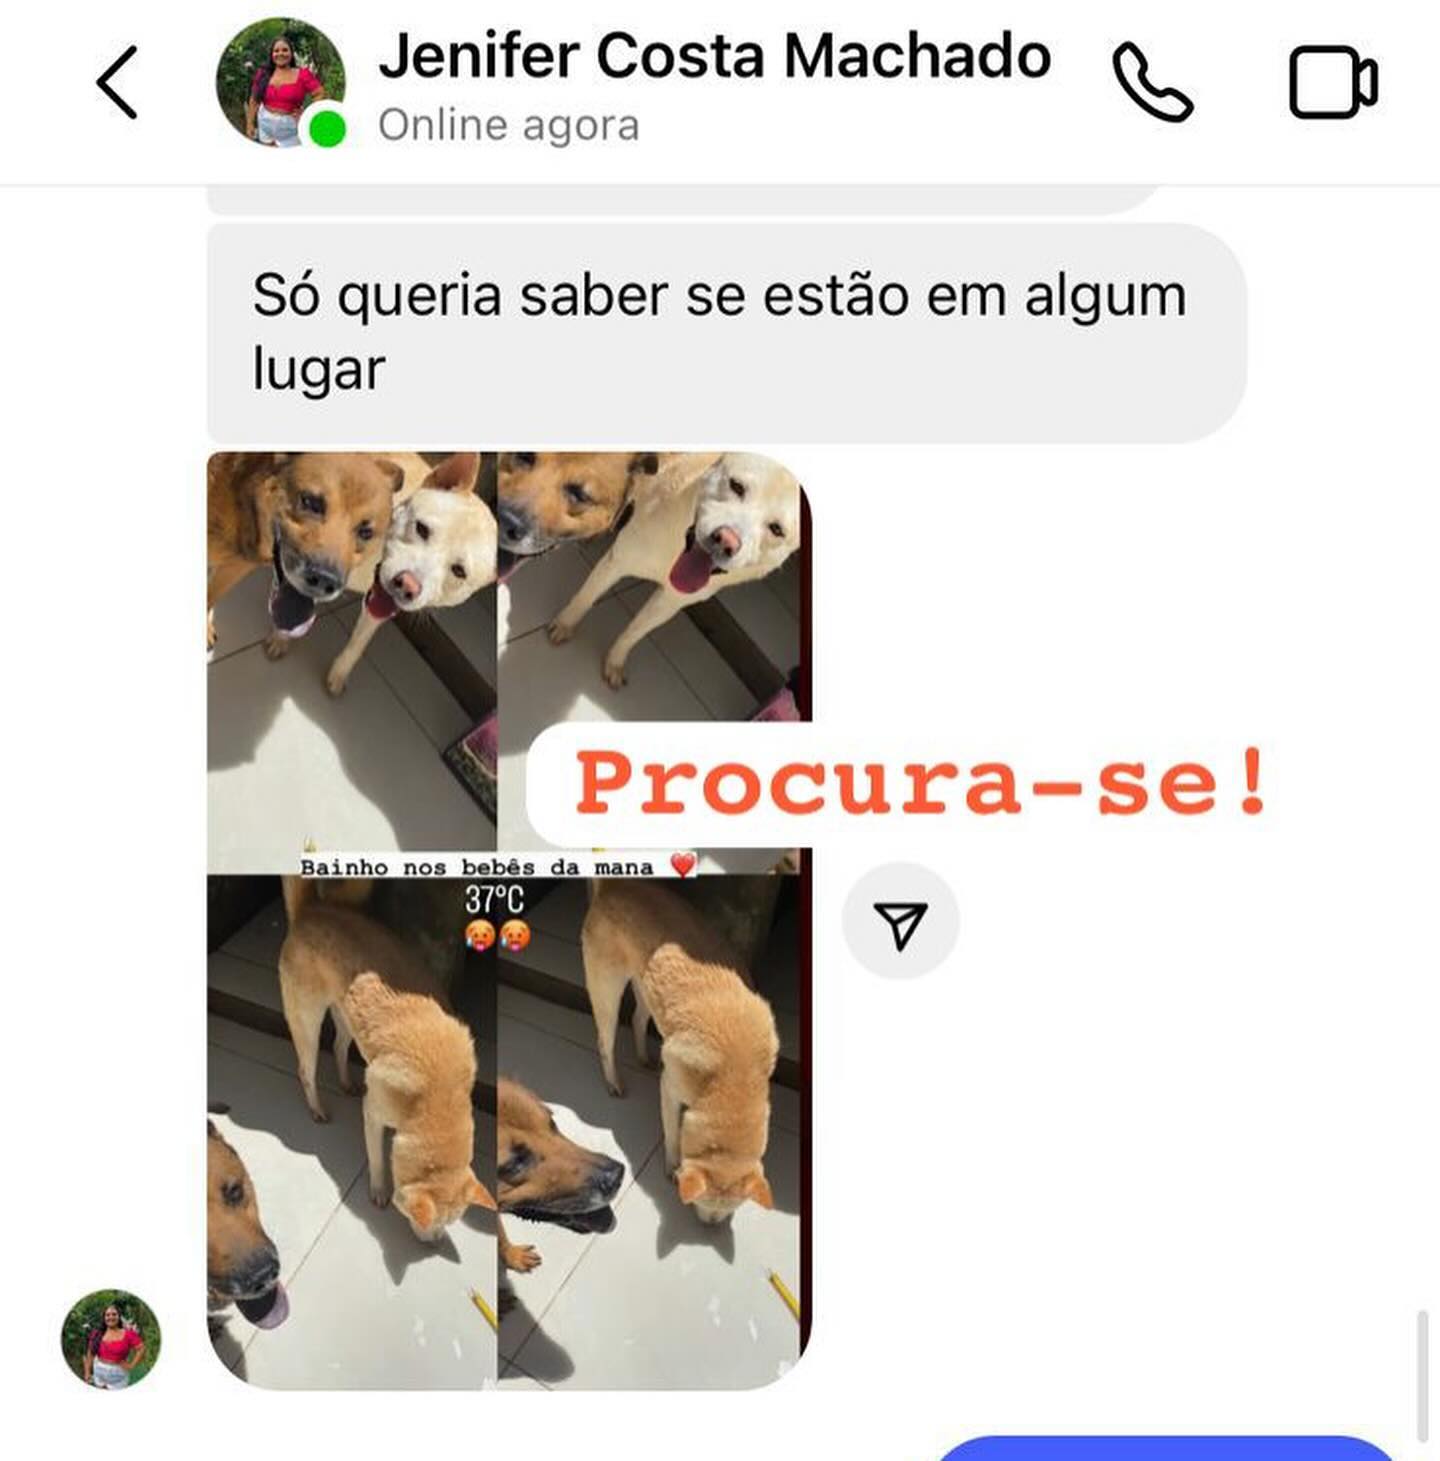 Jenifer Costa Machado
Online agora
Só queria saber se estão em algum
lugar
Procura-se!
Bainho nos bebês da mana ❤️
37°C
🥵🥵